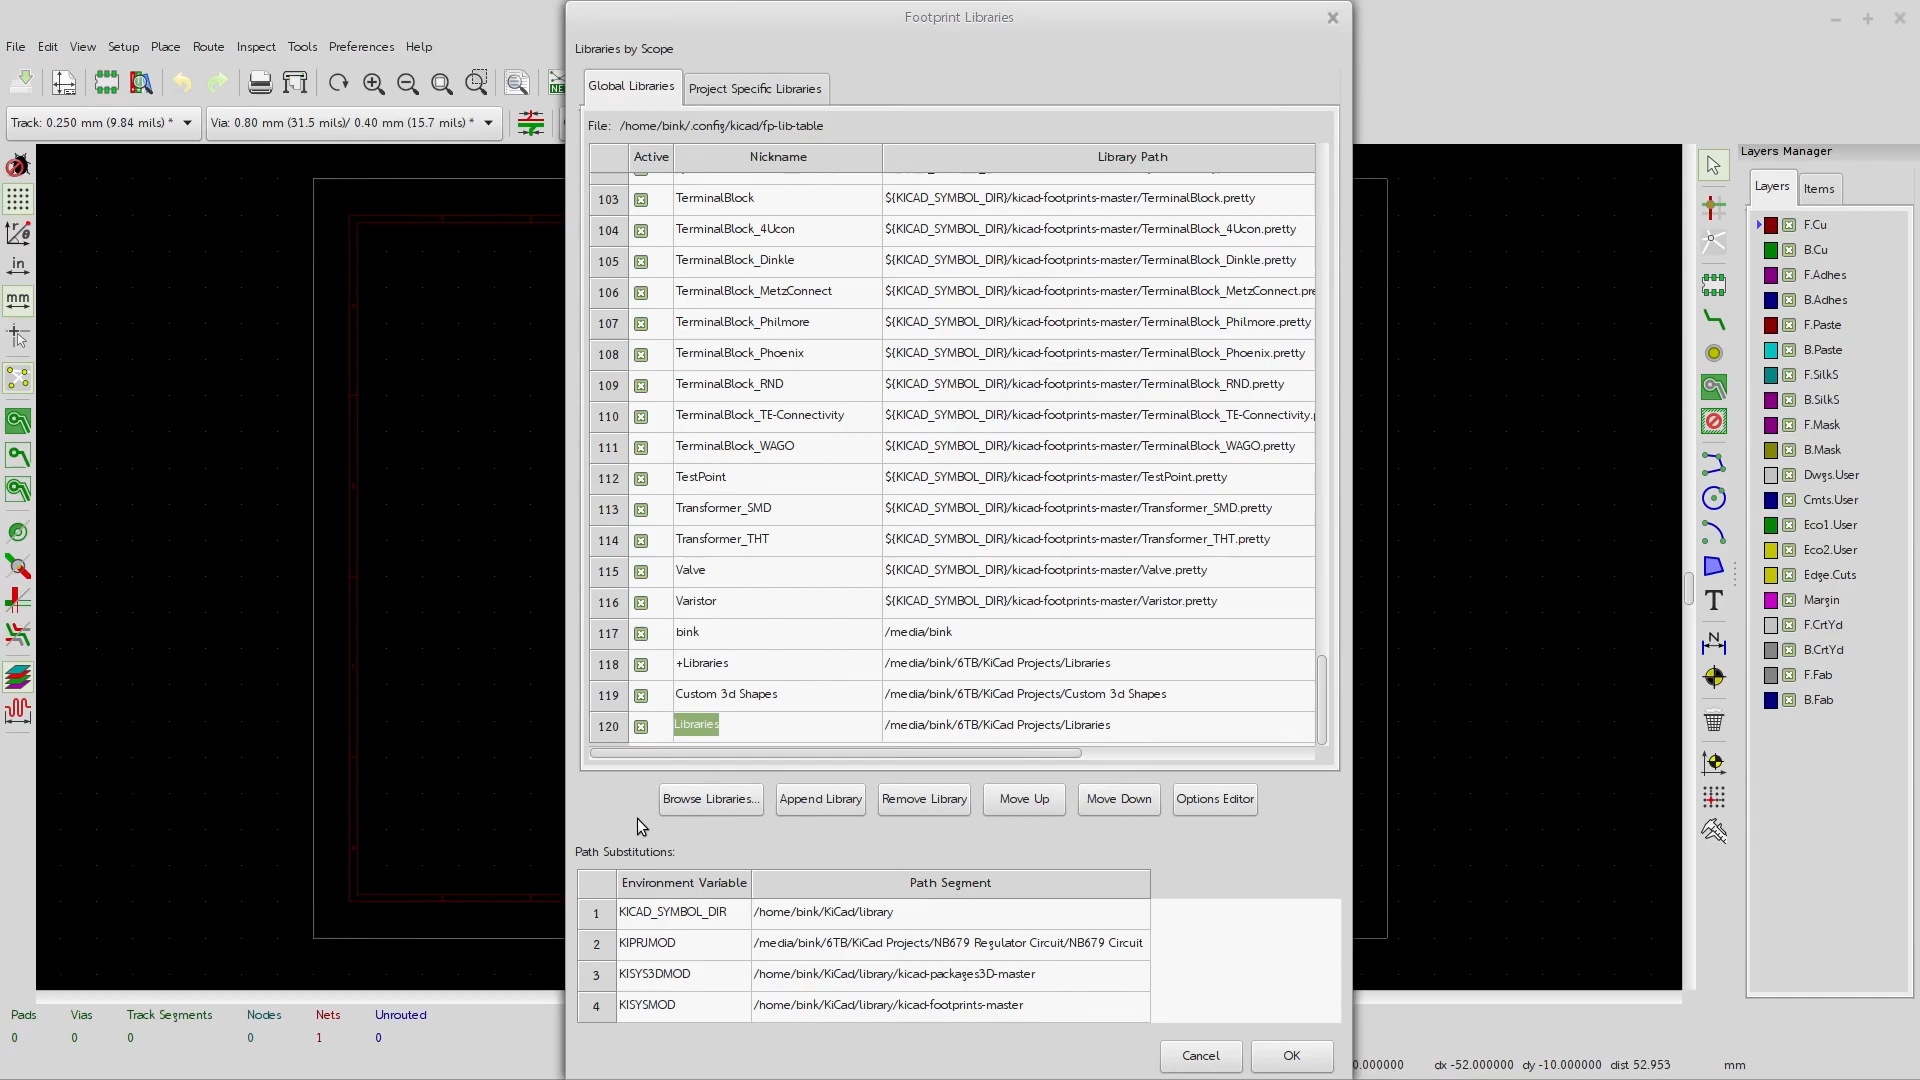 Footprint Libraries
File Edit View Setup Place Route Inspect Tools Preferences Help
Libraries by Scope
Global Libraries Project Specific Libraries
Track: 0.250 mm (9.84 mils) * Via: 0.80 mm (31.5 mils)/ 0.40 mm (15.7 mils) *
NEW
File: /home/bink/.config/kicad/fp-lib-table
Active Nickname Library Path
103 TerminalBlock ${KICAD_SYMBOL_DIR}/kicad-footprints-master/TerminalBlock.pretty
104 TerminalBlock_4Ucon ${KICAD_SYMBOL_DIR}/kicad-footprints-master/TerminalBlock_4Ucon.pretty
105 TerminalBlock_Dinkle ${KICAD_SYMBOL_DIR}/kicad-footprints-master/TerminalBlock_Dinkle.pretty
106 TerminalBlock_MetzConnect ${KICAD_SYMBOL_DIR}/kicad-footprints-master/TerminalBlock_MetzConnect.pre
107 TerminalBlock_Philmore ${KICAD_SYMBOL_DIR}/kicad-footprints-master/TerminalBlock_Philmore.pretty
108 TerminalBlock_Phoenix ${KICAD_SYMBOL_DIR}/kicad-footprints-master/TerminalBlock_Phoenix.pretty
109 TerminalBlock_RND ${KICAD_SYMBOL_DIR}/kicad-footprints-master/TerminalBlock_RND.pretty
110 TerminalBlock_TE-Connectivity ${KICAD_SYMBOL_DIR}/kicad-footprints-master/TerminalBlock_TE-Connectivity.p
111 TerminalBlock_WAGO ${KICAD_SYMBOL_DIR}/kicad-footprints-master/TerminalBlock_WAGO.pretty
112 TestPoint ${KICAD_SYMBOL_DIR}/kicad-footprints-master/TestPoint.pretty
113 Transformer_SMD ${KICAD_SYMBOL_DIR}/kicad-footprints-master/Transformer_SMD.pretty
114 Transformer_THT ${KICAD_SYMBOL_DIR}/kicad-footprints-master/Transformer_THT.pretty
115 Valve ${KICAD_SYMBOL_DIR}/kicad-footprints-master/Valve.pretty
116 Varistor ${KICAD_SYMBOL_DIR}/kicad-footprints-master/Varistor.pretty
117 bink /media/bink
118 +Libraries /media/bink/6TB/KiCad Projects/Libraries
119 Custom 3d Shapes /media/bink/6TB/KiCad Projects/Custom 3d Shapes
120 Libraries /media/bink/6TB/KiCad Projects/Libraries
Browse Libraries... Append Library Remove Library Move Up Move Down Options Editor
Path Substitutions:
Environment Variable Path Segment
1 KICAD_SYMBOL_DIR /home/bink/KiCad/library
2 KIPRJMOD /media/bink/6TB/KiCad Projects/NB679 Regulator Circuit/NB679 Circuit
3 KISYS3DMOD /home/bink/KiCad/library/kicad-packages3D-master
4 KISYSMOD /home/bink/KiCad/library/kicad-footprints-master
Cancel OK
in
mm
T
N
Layers Manager
Layers Items
F.Cu
B.Cu
F.Adhes
B.Adhes
F.Paste
B.Paste
F.SilkS
B.SilkS
F.Mask
B.Mask
Dwgs.User
Cmts.User
Eco1.User
Eco2.User
Edge.Cuts
Margin
F.CrtYd
B.CrtYd
F.Fab
B.Fab
Pads Vias Track Segments Nodes Nets Unrouted
0 0 0 0 1 0
0.000000 dx -52.000000 dy -10.000000 dist 52.953 mm